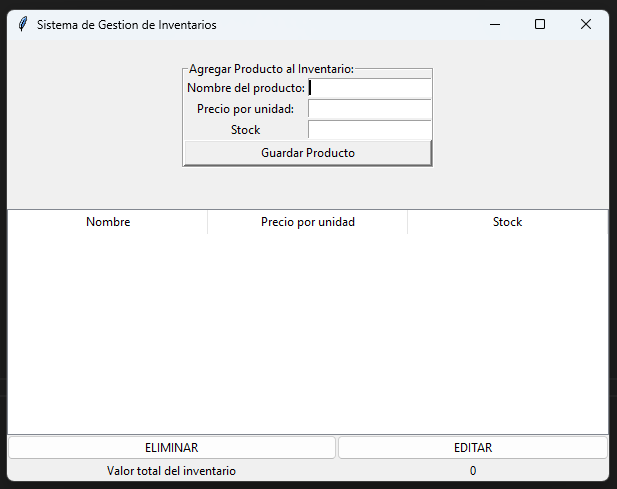 Sistema de Gestion de Inventarios
Agregar Producto al Inventario:
Nombre del producto:
Precio por unidad:
Stock
Guardar Producto
Nombre Precio por unidad Stock
ELIMINAR EDITAR
Valor total del inventario 0